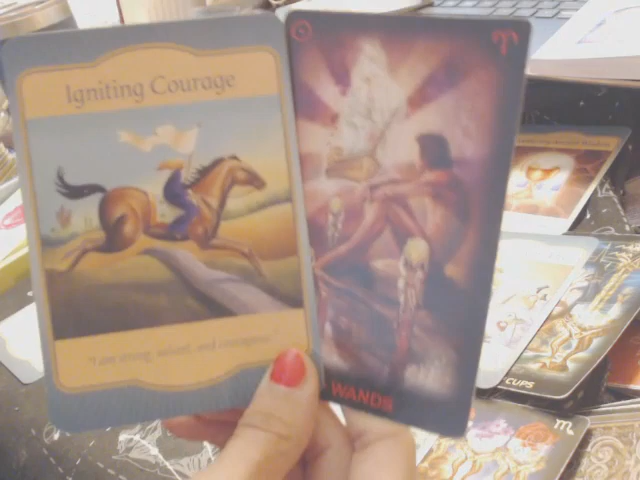 Igniting Courage
"I am strong, valiant, and courageous."
WANDS
CUPS